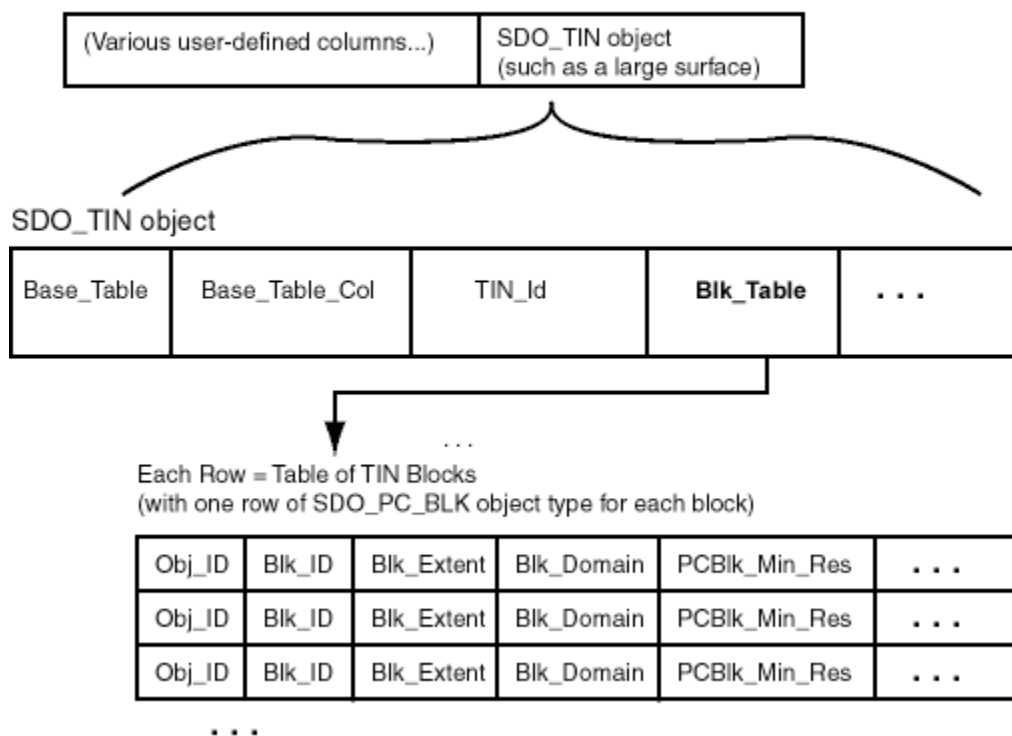 (Various user-defined columns...)
SDO_TIN object
(such as a large surface)
SDO_TIN object
Base_Table Base_Table_Col TIN_Id Blk_Table ...
...
Each Row = Table of TIN Blocks
(with one row of SDO_PC_BLK object type for each block)
Obj_ID Blk_ID Blk_Extent Blk_Domain PCBlk_Min_Res ...
Obj_ID Blk_ID Blk_Extent Blk_Domain PCBlk_Min_Res ...
Obj_ID Blk_ID Blk_Extent Blk_Domain PCBlk_Min_Res ...
...